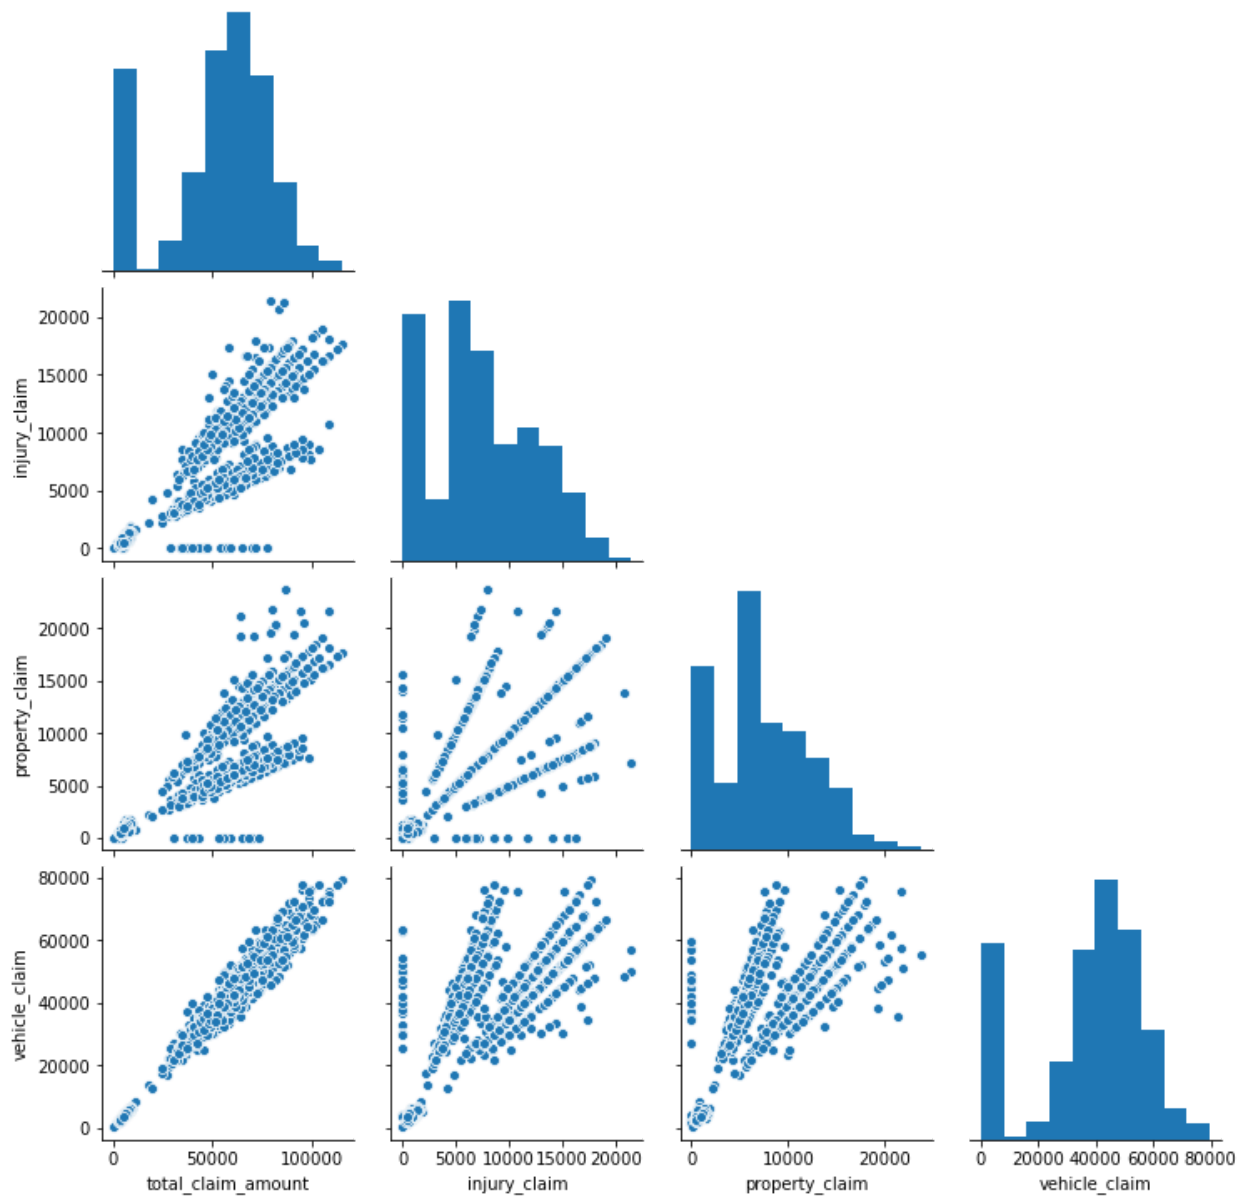 20000
15000
10000
5000
0
injury_claim
20000
15000
10000
5000
0
property_claim
80000
60000
40000
20000
0
vehicle_claim
0 50000 100000
0 5000 10000 15000 20000
0 10000 20000
0 20000 40000 60000 80000
total_claim_amount injury_claim property_claim vehicle_claim